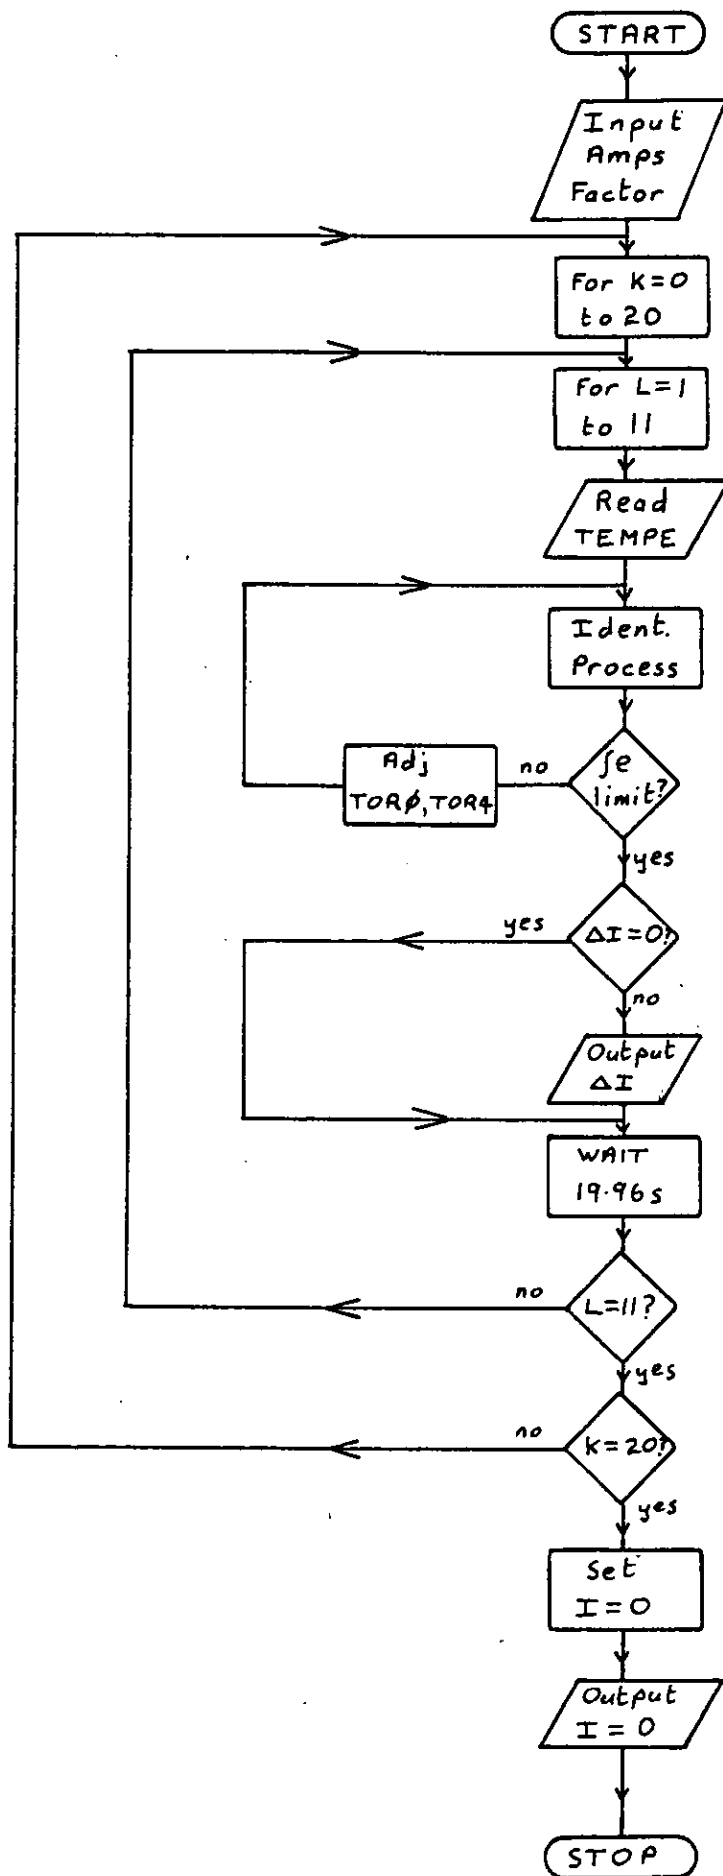 START
Input
Amps
Factor
For K=0
to 20
For L=1
to 11
Read
TEMPE
Ident.
Process
Adj
TORφ, TOR4
no
∫e
limit?
yes
yes
ΔI=0?
no
Output
ΔI
WAIT
19.96s
no
L=11?
yes
no
K=20?
yes
Set
I=0
Output
I=0
STOP